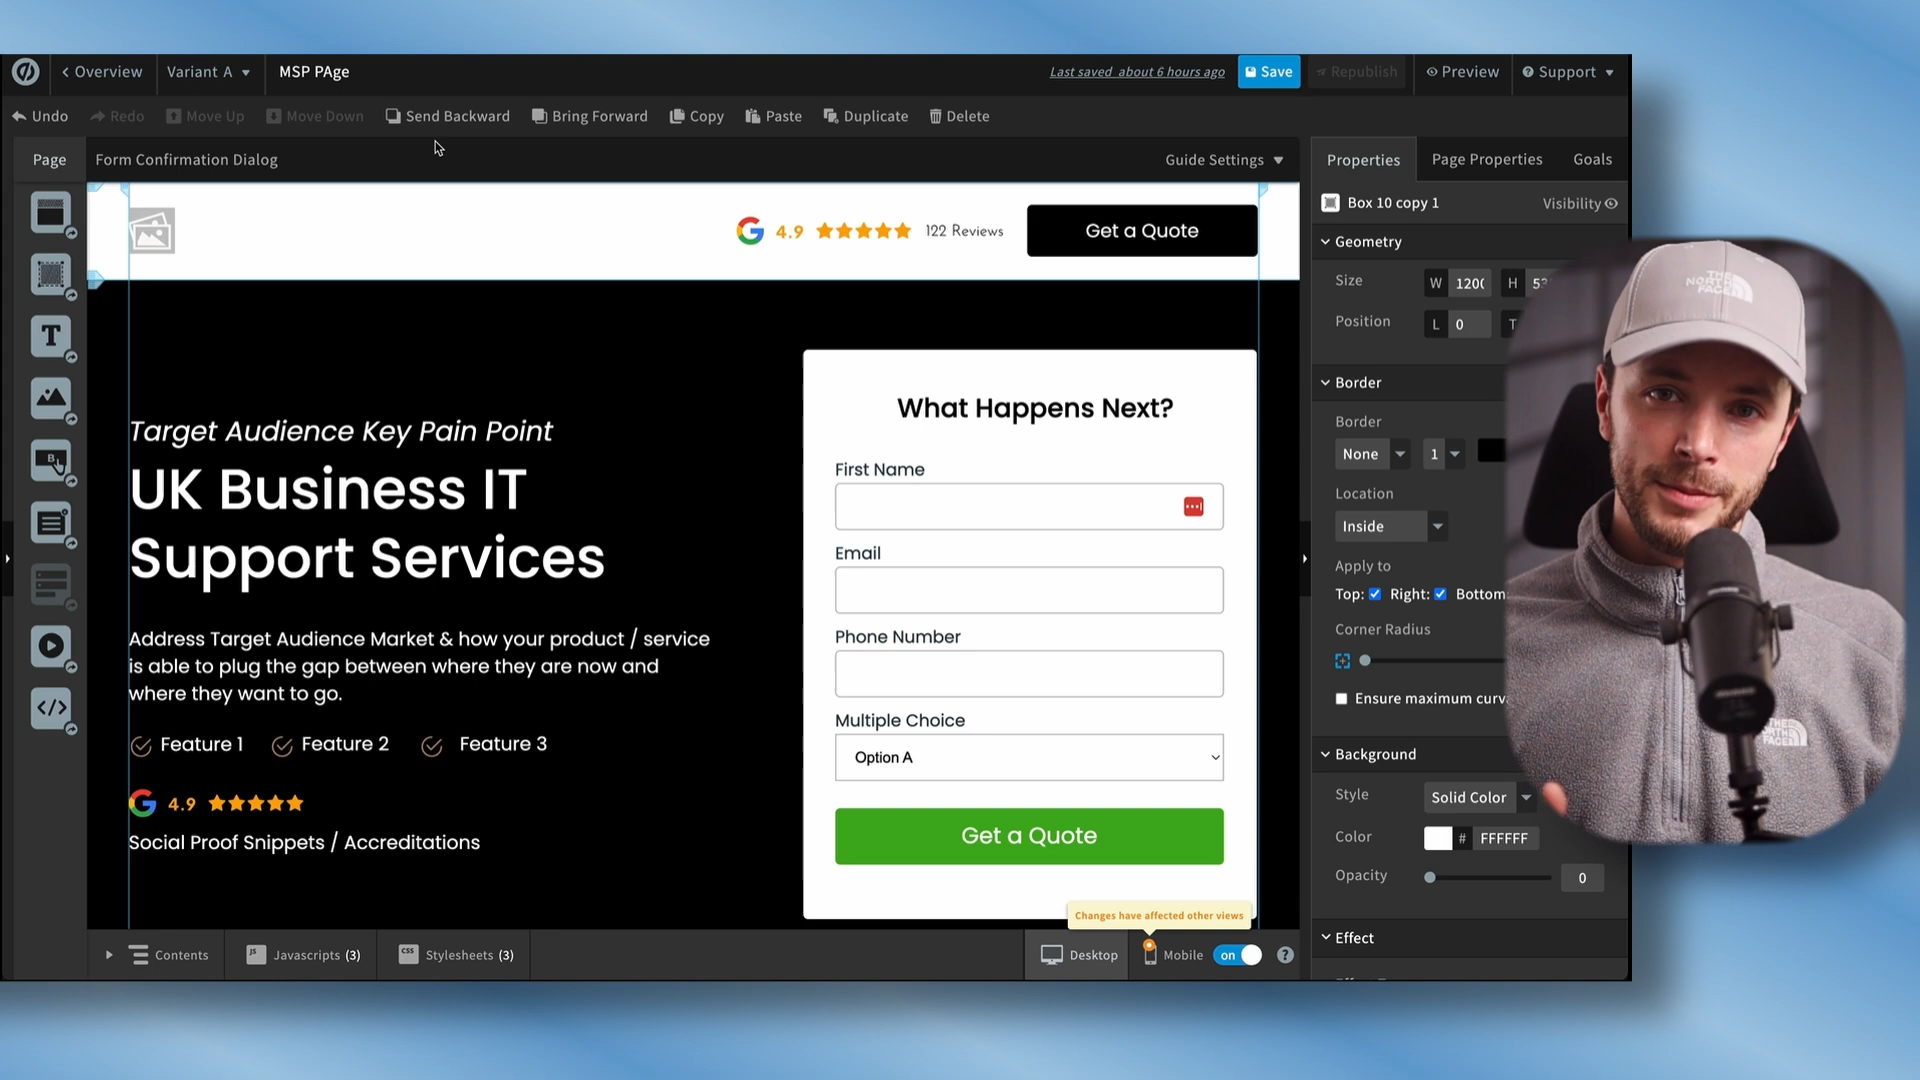 Overview
Variant A
MSP PAge
Last saved about 6 hours ago
Save
Republish
Preview
Support
Undo
Redo
Move Up
Move Down
Send Backward
Bring Forward
Copy
Paste
Duplicate
Delete
Page
Form Confirmation Dialog
Guide Settings
Properties
Page Properties
Goals
Box 10 copy 1
Visibility
4.9
122 Reviews
Get a Quote
Geometry
Size
W
H
Position
L 0
T
Target Audience Key Pain Point
UK Business IT
Support Services
Address Target Audience Market & how your product / service
is able to plug the gap between where they are now and
where they want to go.
Feature 1
Feature 2
Feature 3
4.9
Social Proof Snippets / Accreditations
What Happens Next?
First Name
Email
Phone Number
Multiple Choice
Option A
Get a Quote
Changes have affected other views
Border
Border
None
1
Location
Inside
Apply to
Top:
Right:
Bottom:
Corner Radius
Ensure maximum
Background
Style
Solid Color
Color
# FFFFFF
Opacity
0
Effect
THE
NORTH
FACE
Contents
JS
Javascripts (3)
CSS
Stylesheets (3)
Desktop
Mobile
on
?